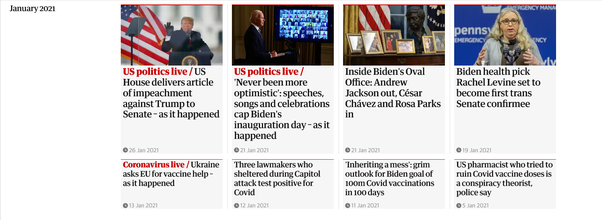 January 2021
pennsy
EMERGENCY MANAGEM
US politics live / US
House delivers article
of impeachment
against Trump to
Senate – as it happened
26 Jan 2021
US politics live /
'Never been more
optimistic': speeches,
songs and celebrations
cap Biden's
inauguration day – as it
happened
21 Jan 2021
Inside Biden's Oval
Office: Andrew
Jackson out, César
Chávez and Rosa Parks
in
21 Jan 2021
Biden health pick
Rachel Levine set to
become first trans
Senate confirmee
19 Jan 2021
Coronavirus live / Ukraine
asks EU for vaccine help –
as it happened
13 Jan 2021
Three lawmakers who
sheltered during Capitol
attack test positive for
Covid
12 Jan 2021
'Inheriting a mess': grim
outlook for Biden goal of
100m Covid vaccinations
in 100 days
11 Jan 2021
US pharmacist who tried to
ruin Covid vaccine doses is
a conspiracy theorist,
police say
5 Jan 2021